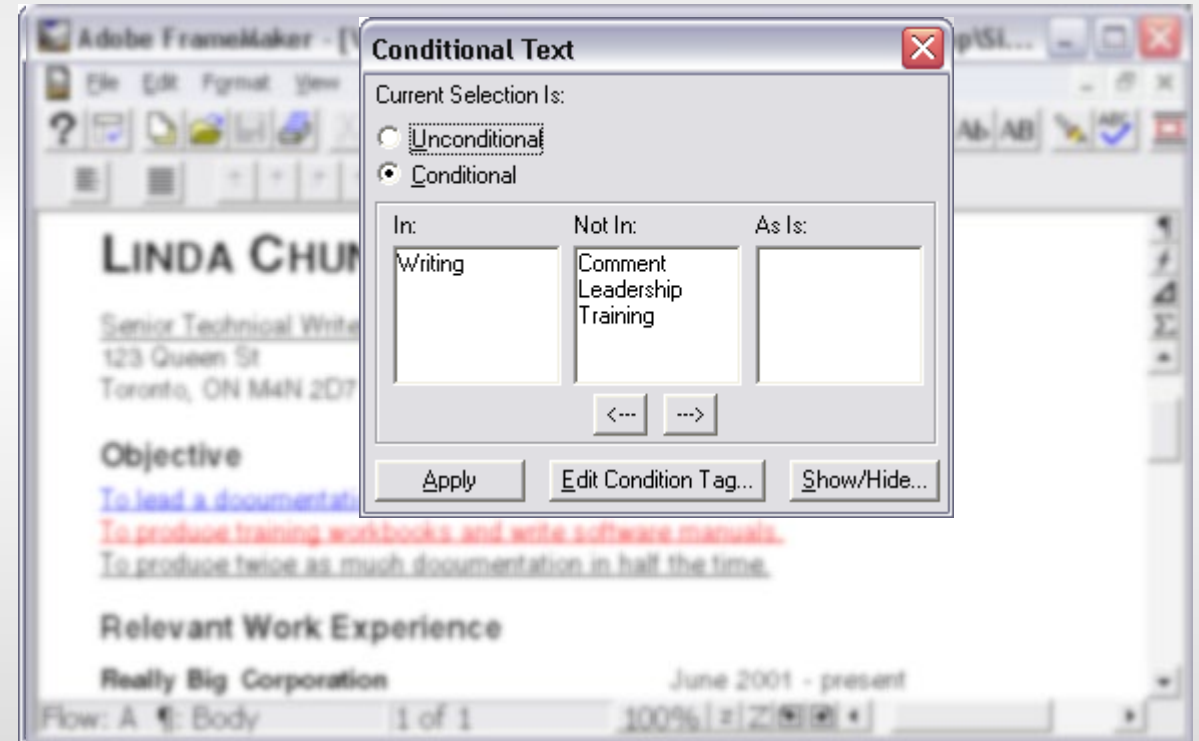 Adobe FrameMaker - [
p\Si...
File Edit Format View
Conditional Text
Current Selection Is:
Unconditional
Conditional
In:
Not In:
As Is:
Writing
Comment
Leadership
Training
<---
--->
Apply
Edit Condition Tag...
Show/Hide...
Ab AB
ABC
LINDA CHUN
Senior Technical Write
123 Queen St
Toronto, ON M4N 2D7
Objective
To lead a documentati
To produce training workbooks and write software manuals.
To produce twice as much documentation in half the time.
Relevant Work Experience
Really Big Corporation
June 2001 - present
Flow: A ¶: Body
1 of 1
100%
z Z